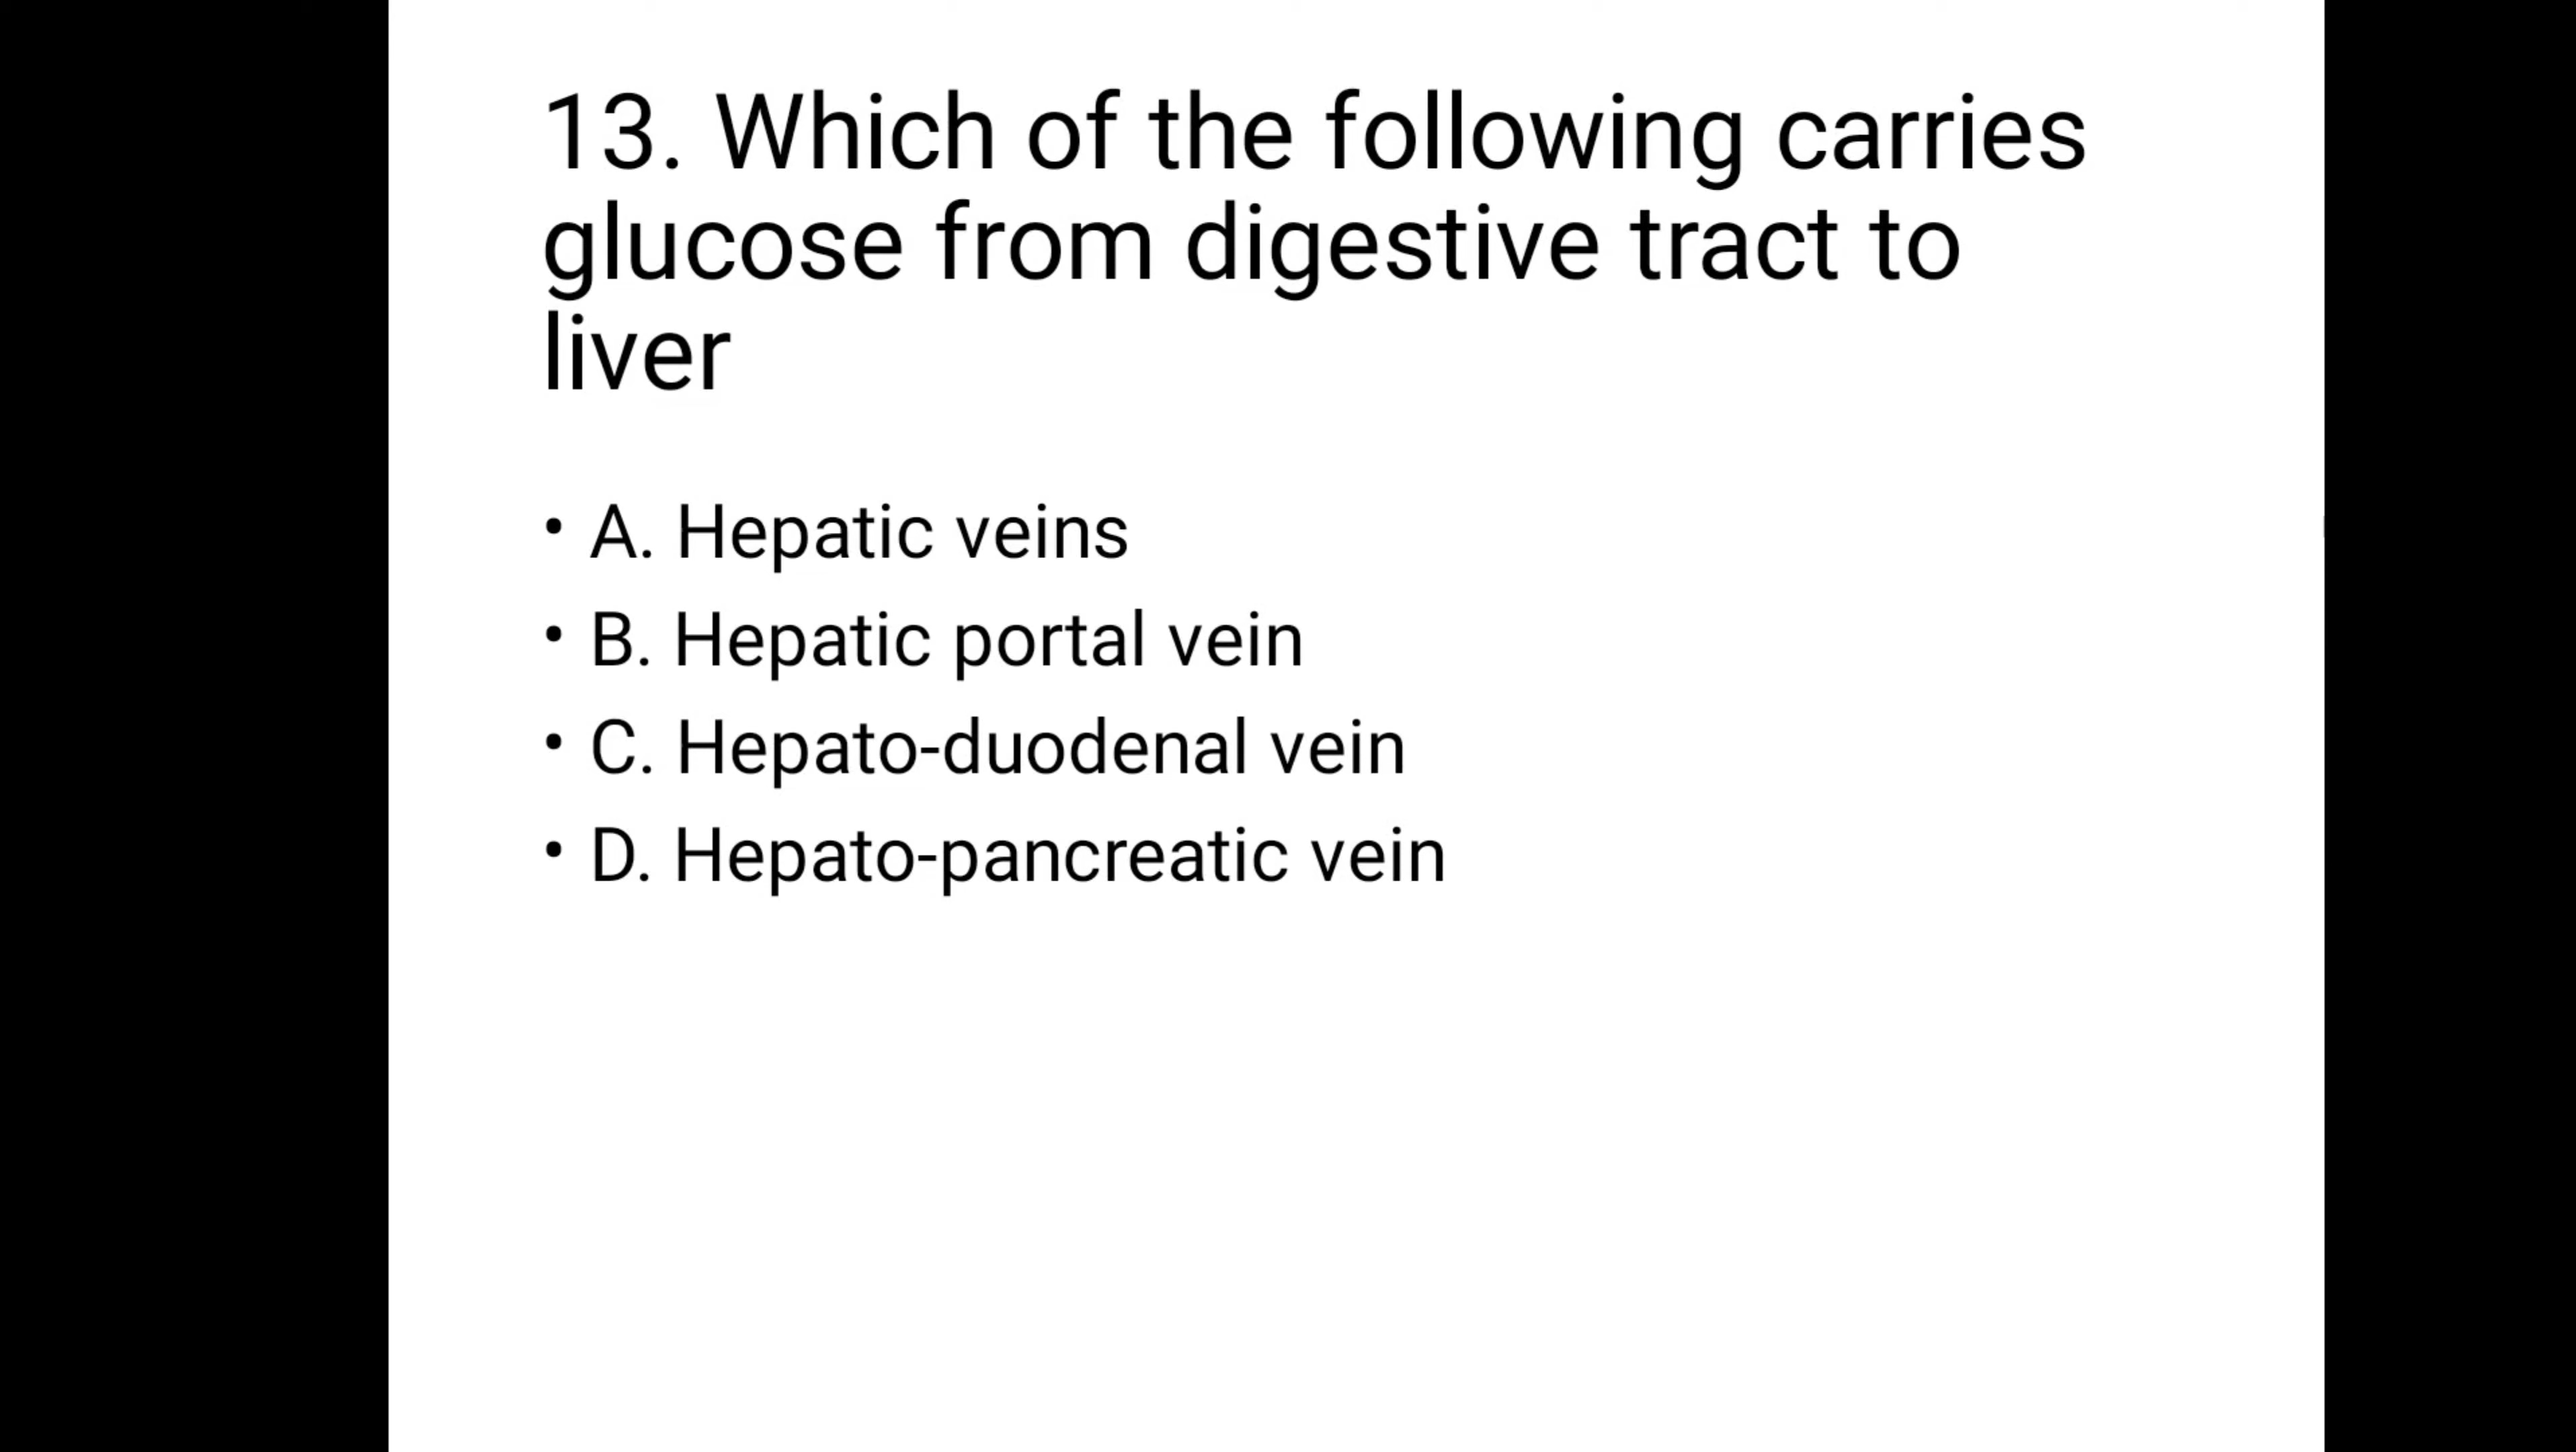 13. Which of the following carries
glucose from digestive tract to
liver
• A. Hepatic veins
• B. Hepatic portal vein
• C. Hepato-duodenal vein
• D. Hepato-pancreatic vein